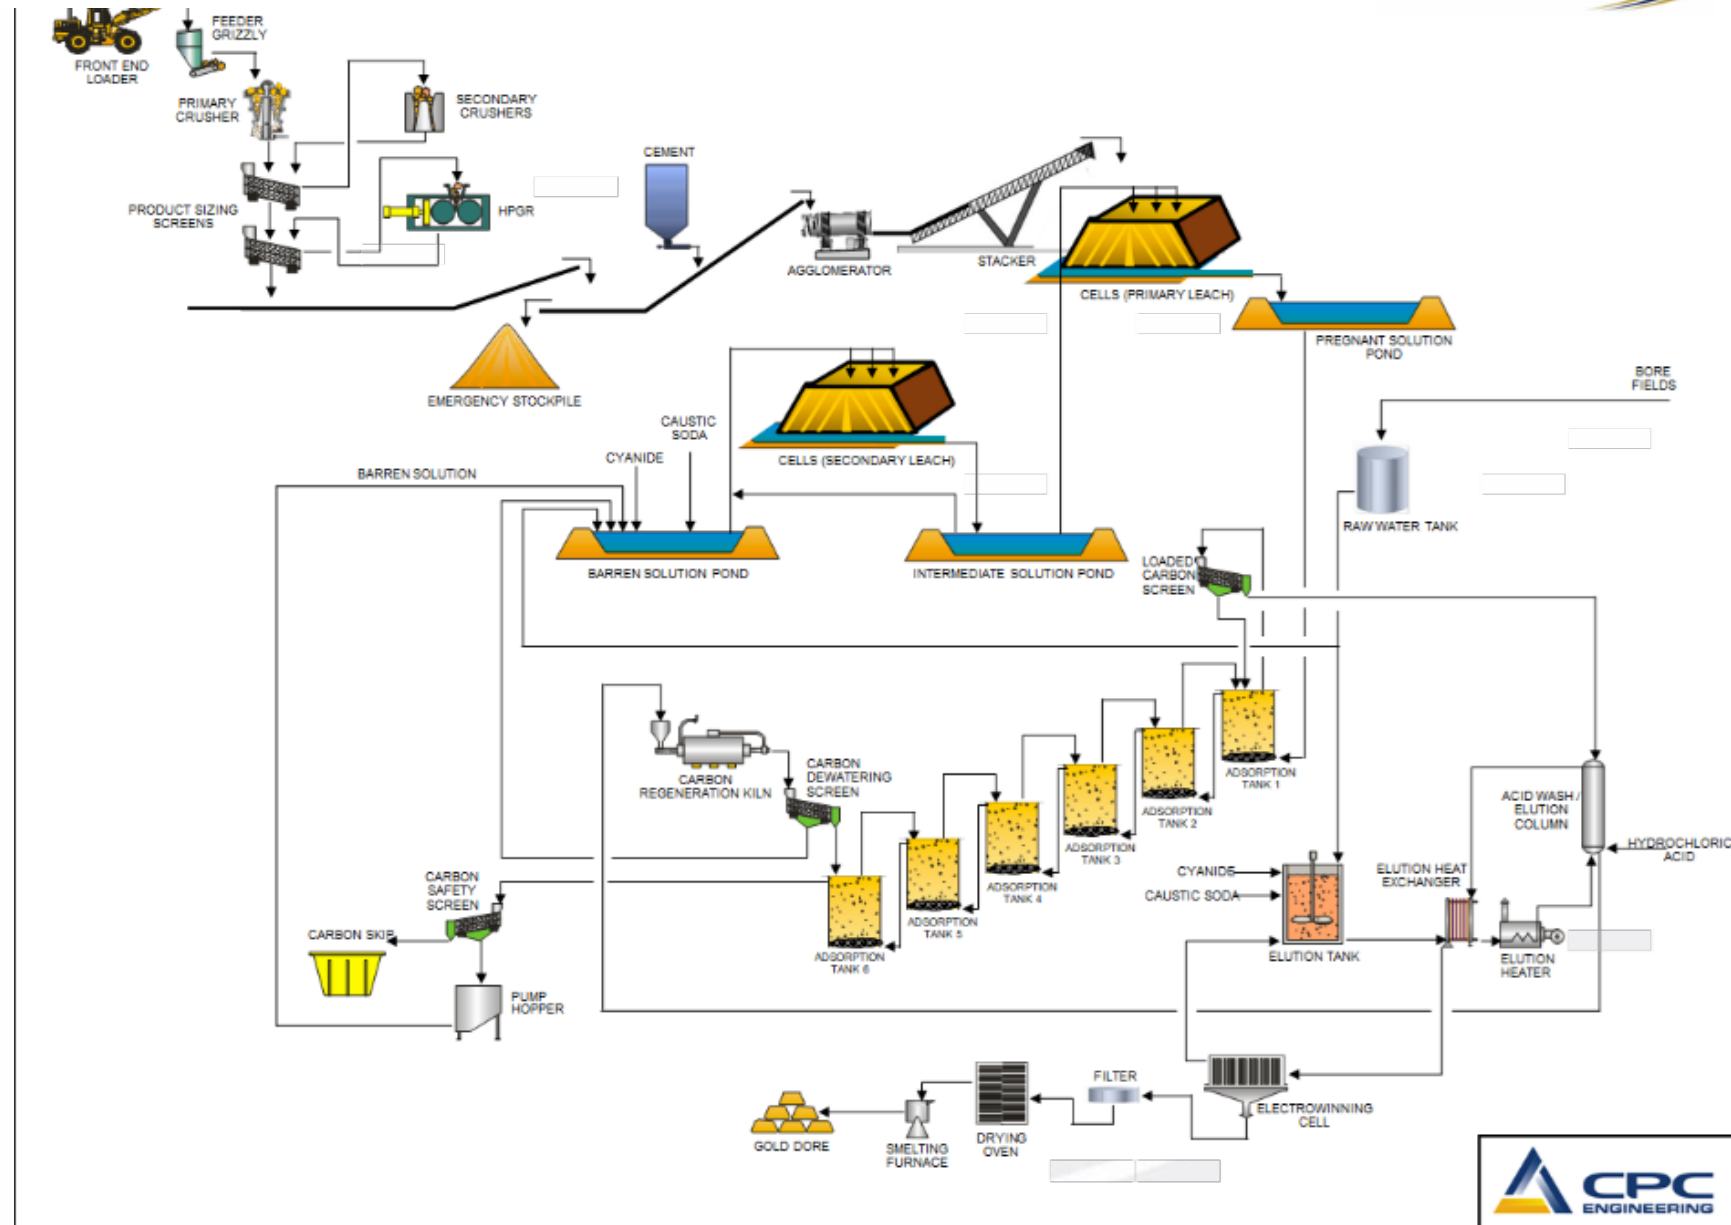 FEEDER
GRIZZLY
FRONT END
LOADER
PRIMARY
CRUSHER
SECONDARY
CRUSHERS
PRODUCT SIZING
SCREENS
HPGR
CEMENT
AGGLOMERATOR
STACKER
CELLS (PRIMARY LEACH)
PREGNANT SOLUTION
POND
EMERGENCY STOCKPILE
BORE
FIELDS
CAUSTIC
SODA
CYANIDE
CELLS (SECONDARY LEACH)
BARREN SOLUTION
RAW WATER TANK
BARREN SOLUTION POND
INTERMEDIATE SOLUTION POND
LOADED
CARBON
SCREEN
CARBON
REGENERATION KILN
CARBON
DEWATERING
SCREEN
ADSORPTION
TANK 1
ADSORPTION
TANK 2
ADSORPTION
TANK 3
ADSORPTION
TANK 4
ADSORPTION
TANK 5
ADSORPTION
TANK 6
ACID WASH /
ELUTION
COLUMN
HYDROCHLORIC
ACID
CYANIDE
CAUSTIC SODA
ELUTION HEAT
EXCHANGER
ELUTION TANK
ELUTION
HEATER
CARBON
SAFETY
SCREEN
CARBON SKIP
PUMP
HOPPER
FILTER
ELECTROWINNING
CELL
DRYING
OVEN
SMELTING
FURNACE
GOLD DORE
CPC
ENGINEERING